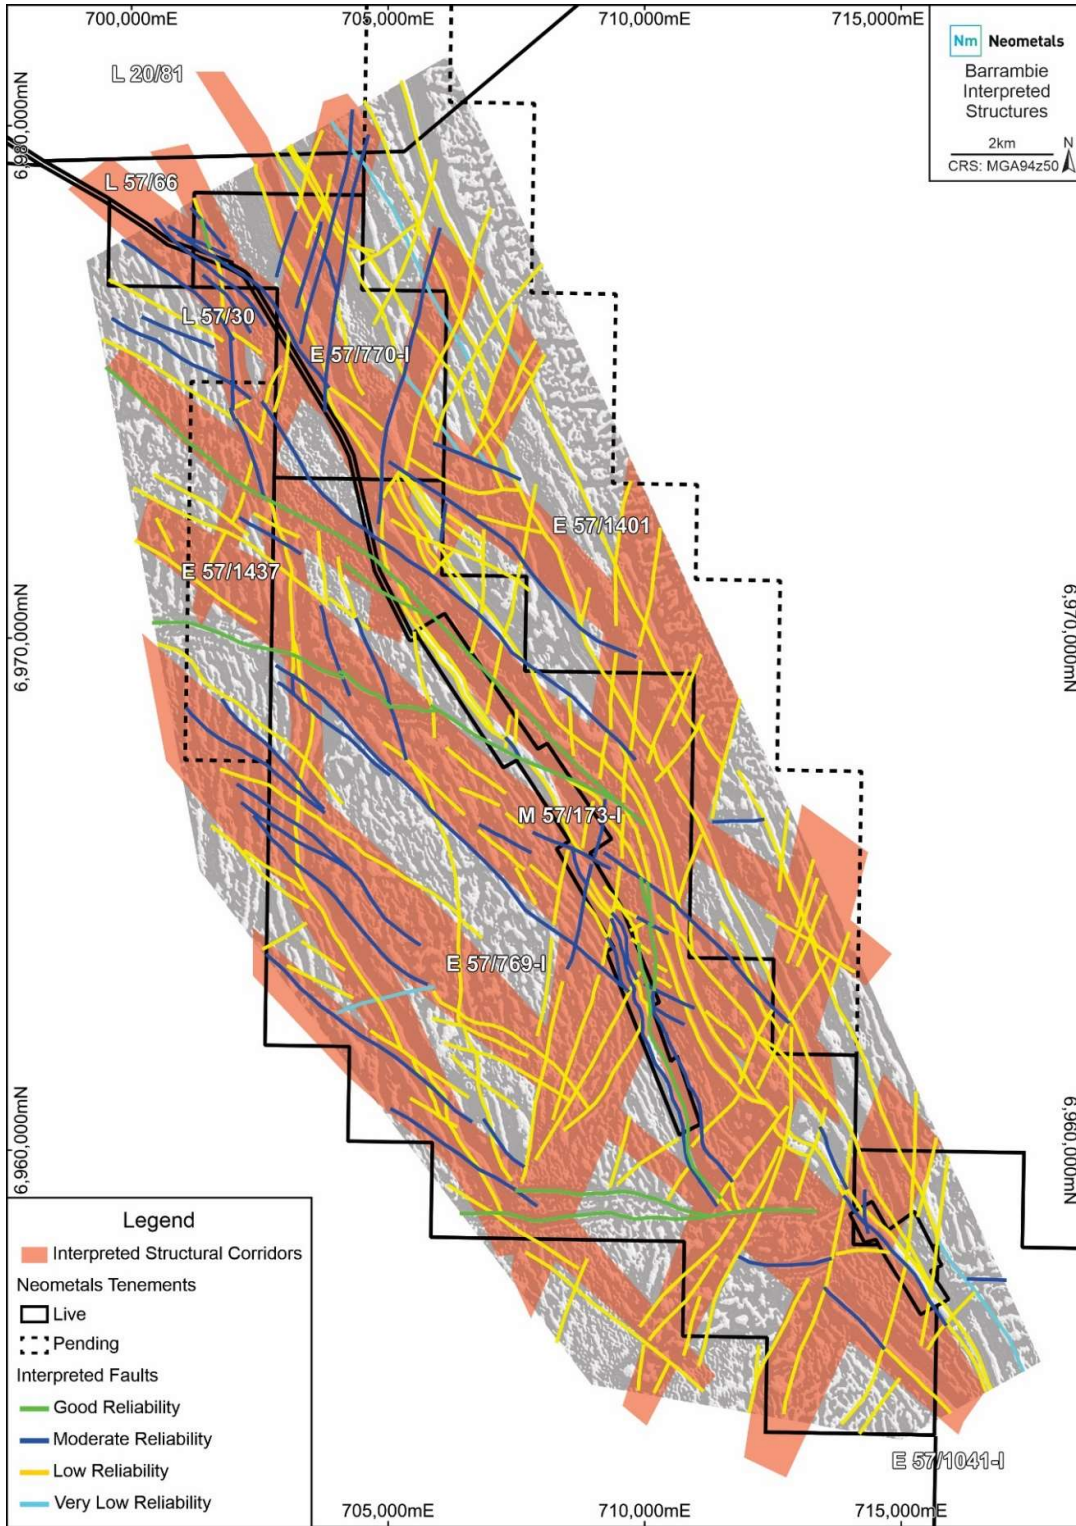 700,000mE
705,000mE
710,000mE
715,000mE
Nm Neometals
Barrambie
Interpreted
Structures
2km
N
CRS: MGA94z50
6,980,000mN
L 20/81
L 57/66
L 57/30
E 57/770-I
E 57/1401
E 57/1437
6,970,000mN
6,970,000mN
M 57/173-I
E 57/769-I
6,960,000mN
6,960,000mN
Legend
Interpreted Structural Corridors
Neometals Tenements
Live
Pending
Interpreted Faults
Good Reliability
Moderate Reliability
Low Reliability
Very Low Reliability
E 57/1041-I
705,000mE
710,000mE
715,000mE